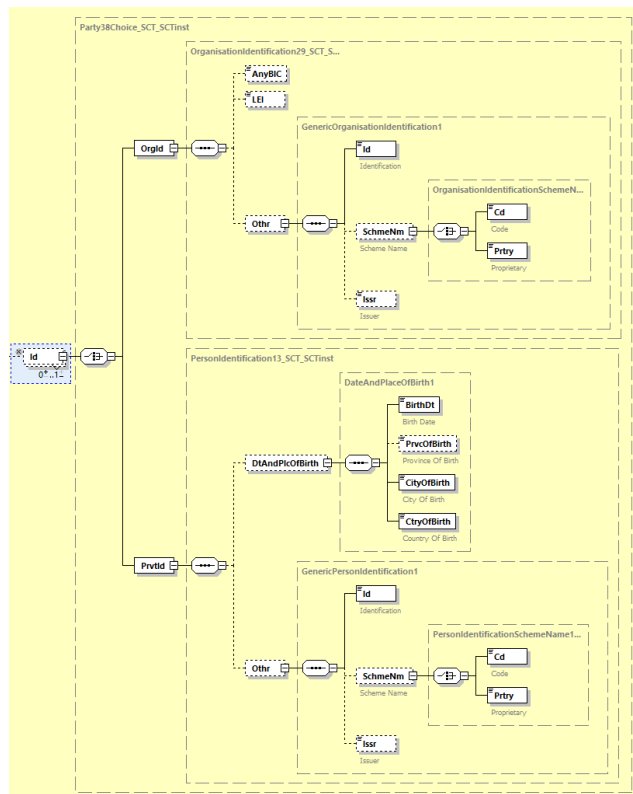 Party38Choice_SCT_SCTinst
OrganisationIdentification29_SCT_S...
AnyBIC
LEI
GenericOrganisationIdentification1
OrgId
Id
Identification
OrganisationIdentificationSchemeN...
Cd
Code
Othr
SchmeNm
Scheme Name
Prtry
Proprietary
Issr
Issuer
Id
0..1
PersonIdentification13_SCT_SCTinst
DateAndPlaceOfBirth1
BirthDt
Birth Date
PrvcOfBirth
Province Of Birth
DtAndPlcOfBirth
CityOfBirth
City Of Birth
CtryOfBirth
Country Of Birth
PrvtId
GenericPersonIdentification1
Id
Identification
PersonIdentificationSchemeName1...
Cd
Code
Othr
SchmeNm
Scheme Name
Prtry
Proprietary
Issr
Issuer